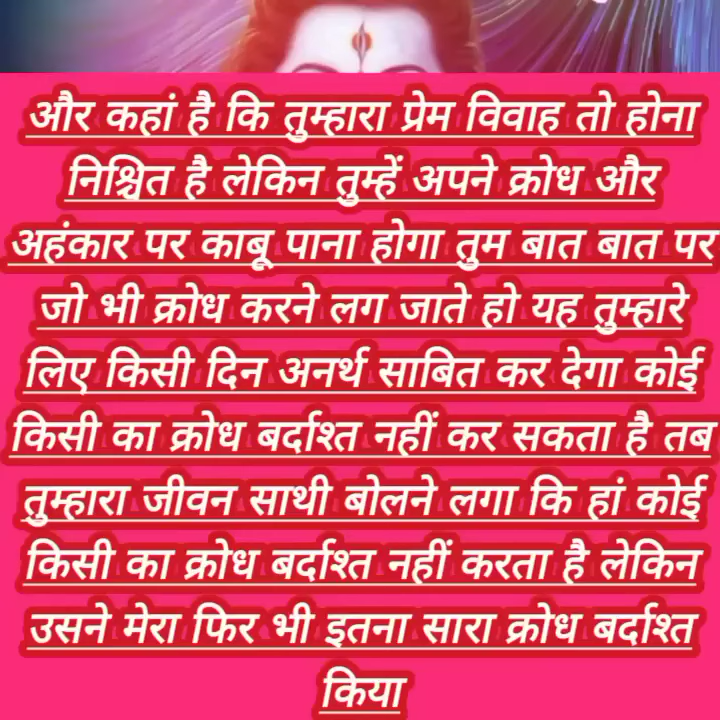 और कहां है कि तुम्हारा प्रेम विवाह तो होना
निश्चित है लेकिन तुम्हें अपने क्रोध और
अहंकार पर काबू पाना होगा तुम बात बात पर
जो भी क्रोध करने लग जाते हो यह तुम्हारे
लिए किसी दिन अनर्थ साबित कर देगा कोई
किसी का क्रोध बर्दाश्त नहीं कर सकता है तब
तुम्हारा जीवन साथी बोलने लगा कि हां कोई
किसी का क्रोध बर्दाश्त नहीं करता है लेकिन
उसने मेरा फिर भी इतना सारा क्रोध बर्दाश्त
किया